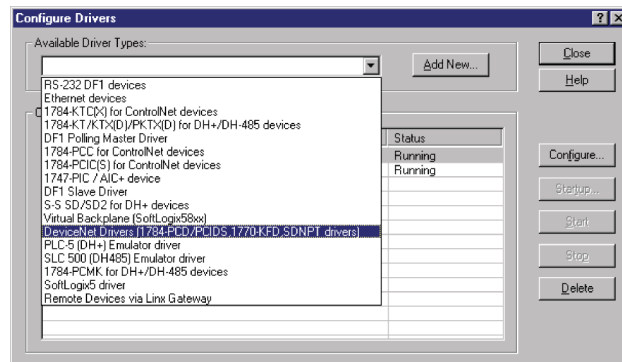 Configure Drivers
Available Driver Types:
Add New...
Close
Help
RS-232 DF1 devices
Ethernet devices
1784-KTC(X) for ControlNet devices
1784-KT/KTX(D)/PKTX(D) for DH+/DH-485 devices
DF1 Polling Master Driver
1784-PCC for ControlNet devices
1784-PCIC(S) for ControlNet devices
1747-PIC / AIC+ device
DF1 Slave Driver
S-S SD/SD2 for DH+ devices
Virtual Backplane (SoftLogix58xx)
DeviceNet Drivers (1784-PCD/PCIDS,1770-KFD,SDNPT drivers)
PLC-5 (DH+) Emulator driver
SLC 500 (DH485) Emulator driver
1784-PCMK for DH+/DH-485 devices
SoftLogix5 driver
Remote Devices via Linx Gateway
Status
Running
Running
Configure...
Startup...
Start
Stop
Delete